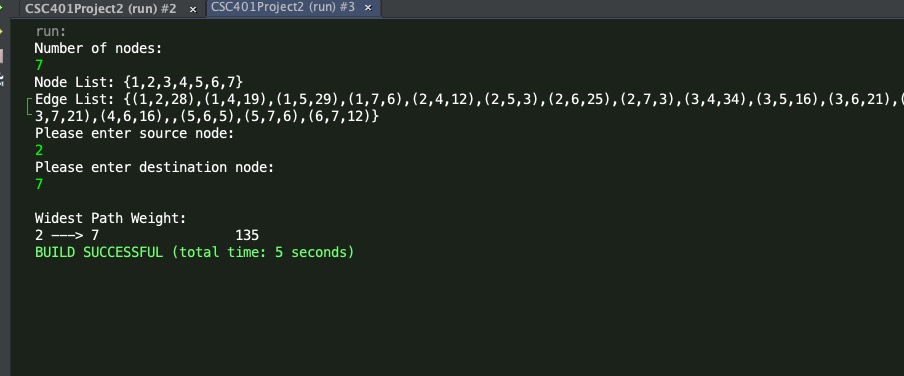 CSC401Project2 (run) #2 × CSC401Project2 (run) #3 ×
run:
Number of nodes:
7
Node List: {1,2,3,4,5,6,7}
Edge List: {(1,2,28),(1,4,19),(1,5,29),(1,7,6),(2,4,12),(2,5,3),(2,6,25),(2,7,3),(3,4,34),(3,5,16),(3,6,21),(
3,7,21),(4,6,16),,(5,6,5),(5,7,6),(6,7,12)}
Please enter source node:
2
Please enter destination node:
7
Widest Path Weight:
2 ---> 7 135
BUILD SUCCESSFUL (total time: 5 seconds)